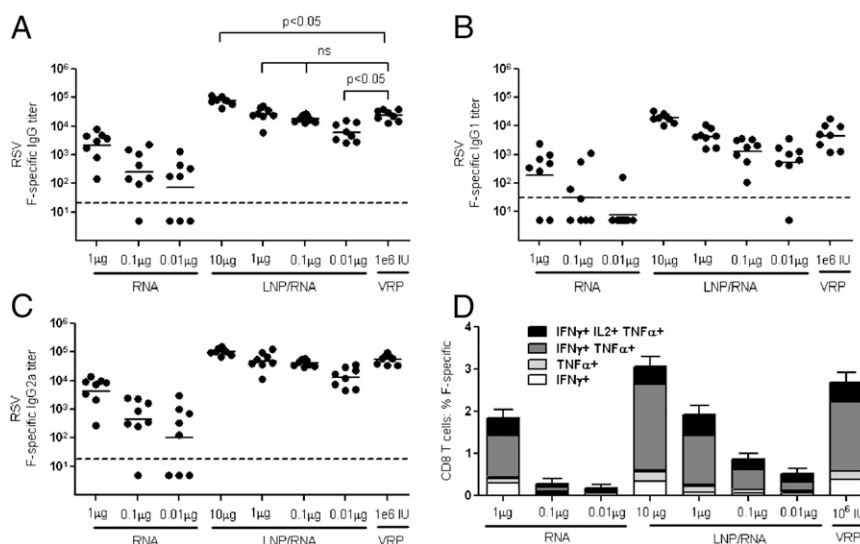 A
p<0.05
ns
p<0.05
RSV
F-specific IgG titer
10⁶
10⁵
10⁴
10³
10²
10¹
1µg 0.1µg 0.01µg 10µg 1µg 0.1µg 0.01µg 1e6 IU
RNA LNP/RNA VRP
B
RSV
F-specific IgG1 titer
10⁶
10⁵
10⁴
10³
10²
10¹
1µg 0.1µg 0.01µg 10µg 1µg 0.1µg 0.01µg 1e6 IU
RNA LNP/RNA VRP
C
RSV
F-specific IgG2a titer
10⁶
10⁵
10⁴
10³
10²
10¹
1µg 0.1µg 0.01µg 10µg 1µg 0.1µg 0.01µg 1e6 IU
RNA LNP/RNA VRP
D
IFNγ+ IL2+ TNFα+
IFNγ+ TNFα+
TNFα+
IFNγ+
CD8 T cells: % F-specific
4
3
2
1
0
1µg 0.1µg 0.01µg 10 µg 1µg 0.1µg 0.01µg 10⁶ IU
RNA LNP/RNA VRP